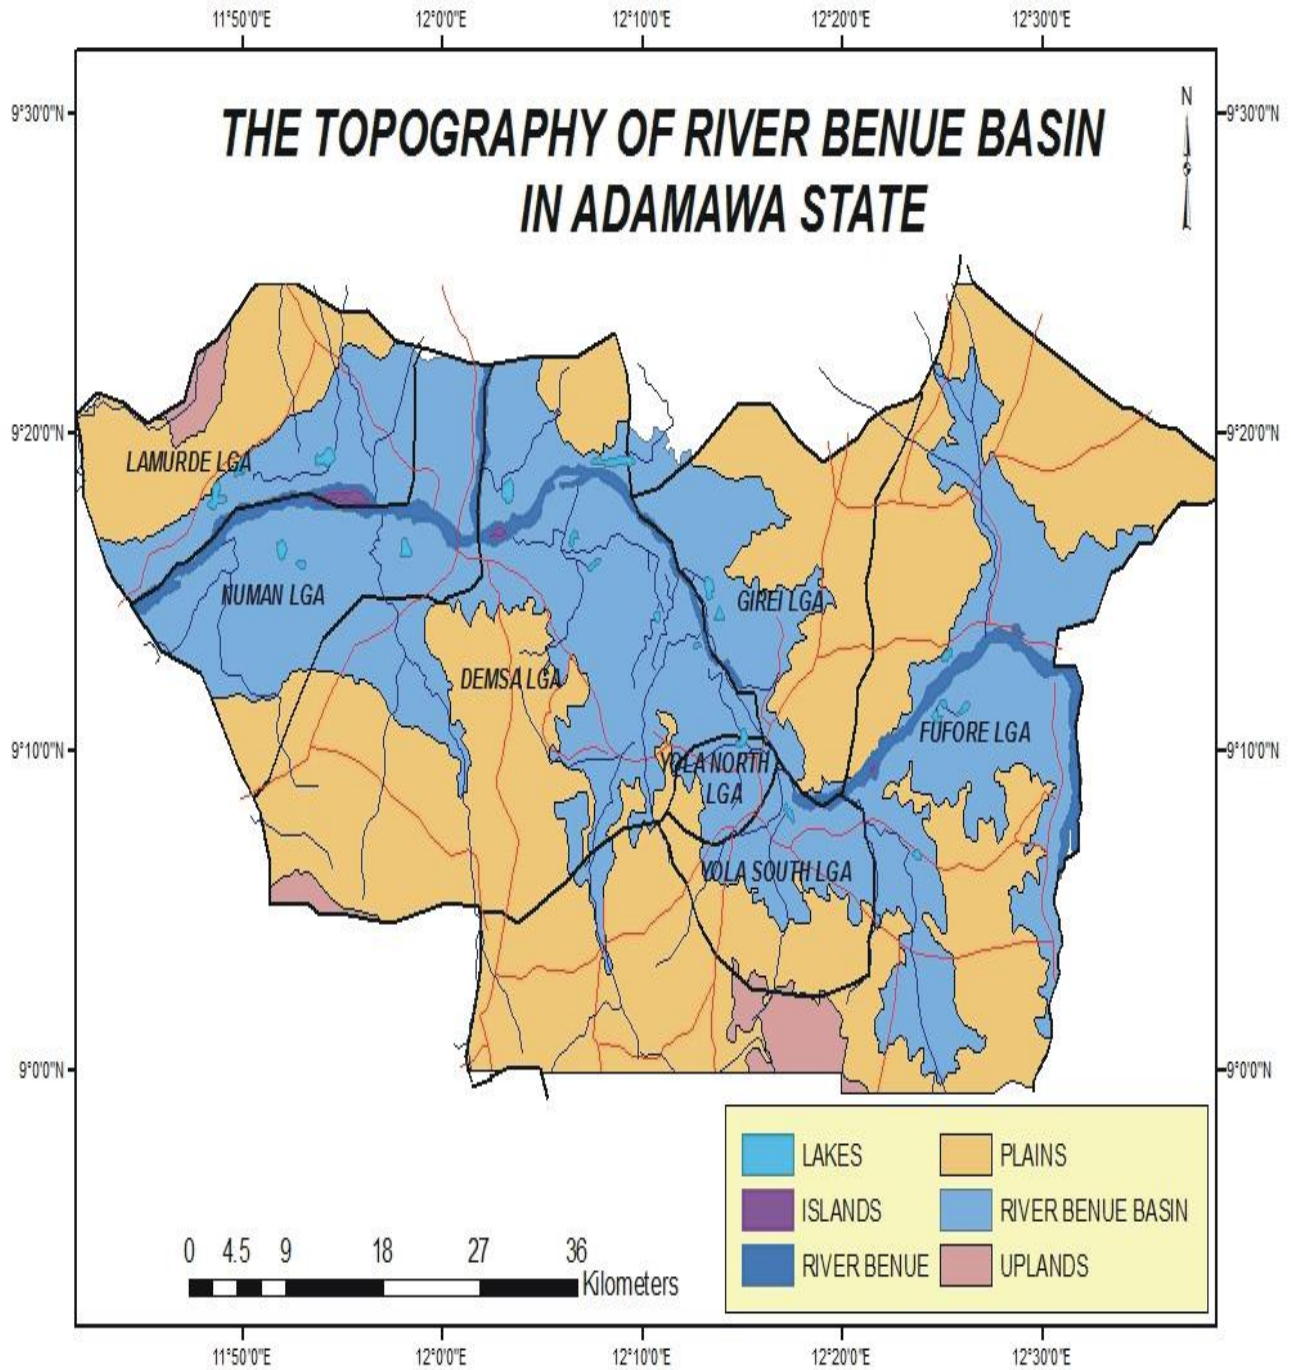 11°50'0"E 12°0'0"E 12°10'0"E 12°20'0"E 12°30'0"E
9°30'0"N 9°30'0"N
N
THE TOPOGRAPHY OF RIVER BENUE BASIN
IN ADAMAWA STATE
9°20'0"N 9°20'0"N
LAMURDE LGA
NUMAN LGA
GIREI LGA
DEMSA LGA
FUFORE LGA
9°10'0"N 9°10'0"N
YOLA NORTH
LGA
YOLA SOUTH LGA
9°0'0"N 9°0'0"N
LAKES PLAINS
ISLANDS RIVER BENUE BASIN
RIVER BENUE UPLANDS
0 4.5 9 18 27 36
Kilometers
11°50'0"E 12°0'0"E 12°10'0"E 12°20'0"E 12°30'0"E